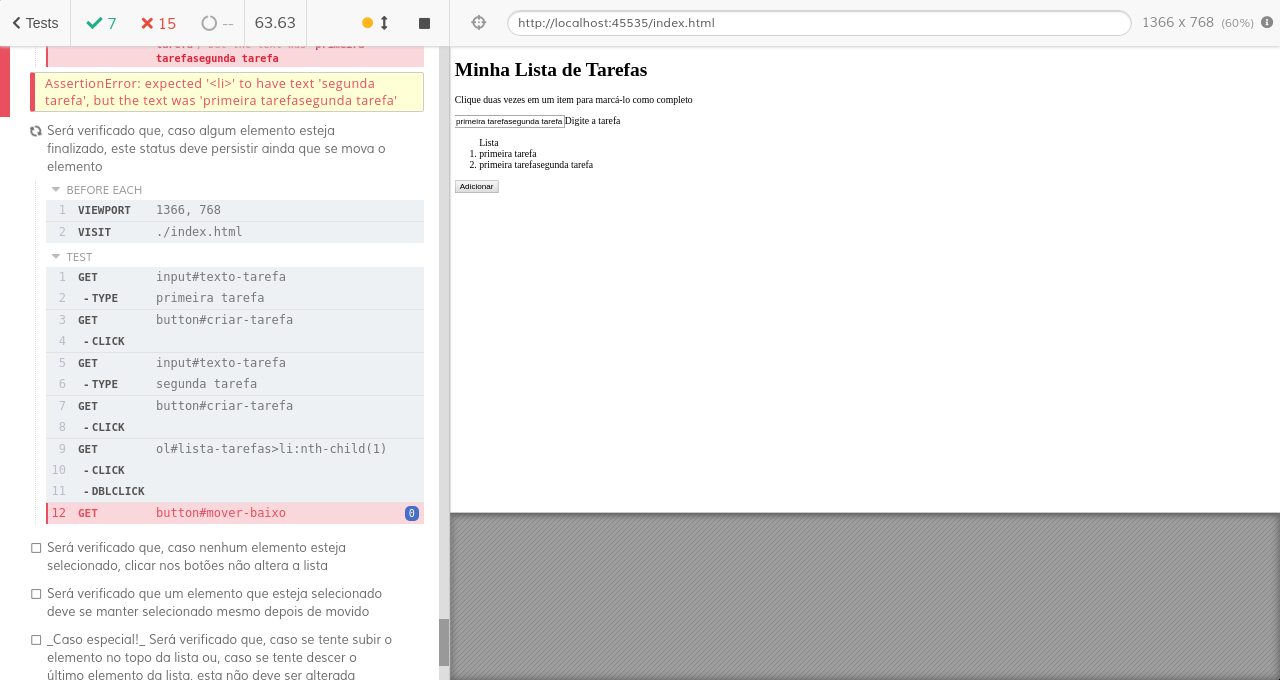 Tests 7 15 -- 63.63
http://localhost:45535/index.html 1366 x 768 (60%)
tarefa', but the text was 'primeira
tarefasegunda tarefa
AssertionError: expected '<li>' to have text 'segunda
tarefa', but the text was 'primeira tarefasegunda tarefa'
Será verificado que, caso algum elemento esteja
finalizado, este status deve persistir ainda que se mova o
elemento
BEFORE EACH
1 VIEWPORT 1366, 768
2 VISIT ./index.html
TEST
1 GET input#texto-tarefa
2 -TYPE primeira tarefa
3 GET button#criar-tarefa
4 -CLICK
5 GET input#texto-tarefa
6 -TYPE segunda tarefa
7 GET button#criar-tarefa
8 -CLICK
9 GET ol#lista-tarefas>li:nth-child(1)
10 -CLICK
11 -DBLCLICK
12 GET button#mover-baixo 0
Será verificado que, caso nenhum elemento esteja
selecionado, clicar nos botões não altera a lista
Será verificado que um elemento que esteja selecionado
deve se manter selecionado mesmo depois de movido
_Caso especial!_ Será verificado que, caso se tente subir o
elemento no topo da lista ou, caso se tente descer o
último elemento da lista, esta não deve ser alterada
Minha Lista de Tarefas
Clique duas vezes em um item para marcá-lo como completo
primeira tarefasegunda tarefa Digite a tarefa
Lista
1. primeira tarefa
2. primeira tarefasegunda tarefa
Adicionar